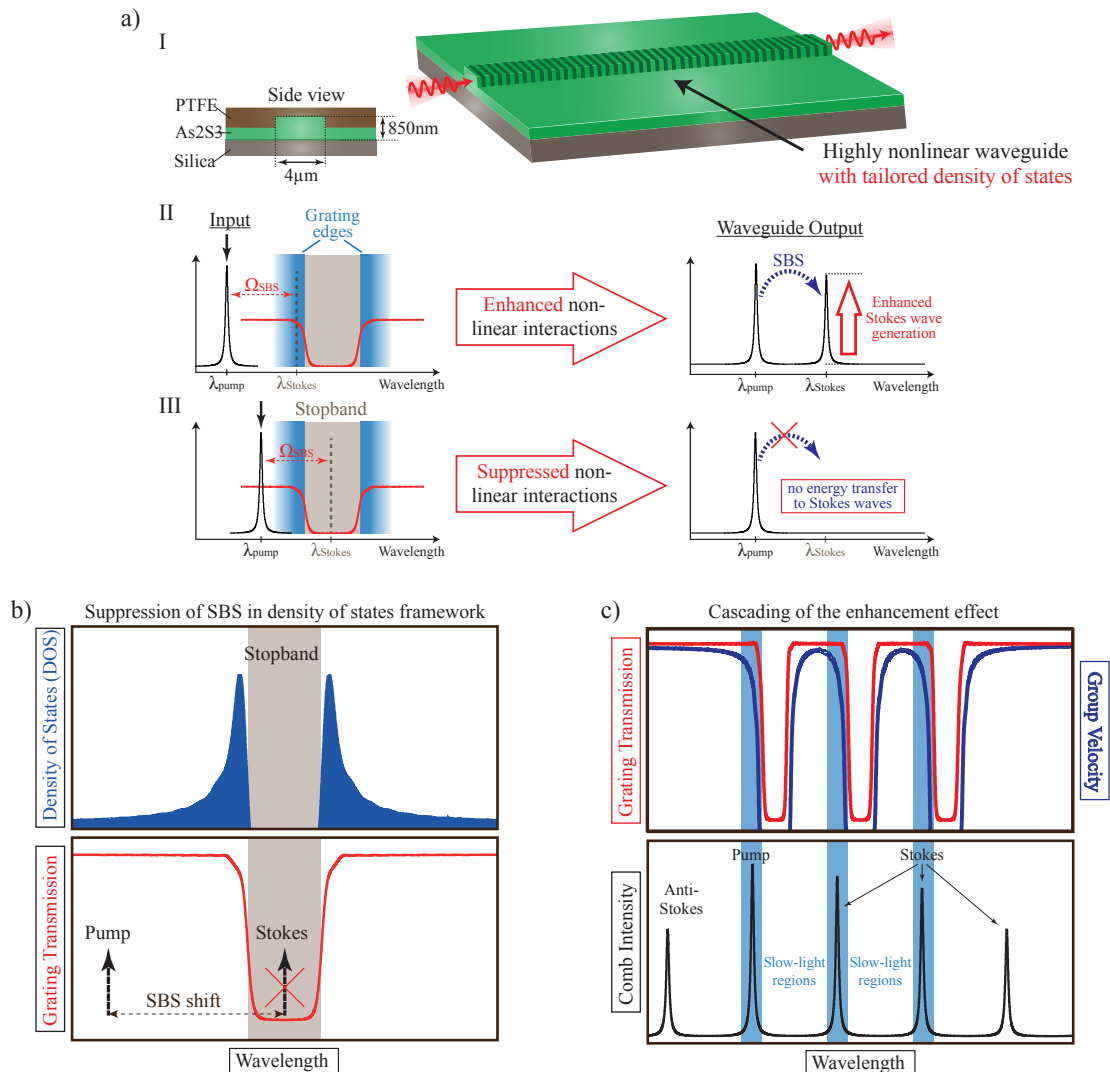 a)
I
Side view
PTFE
As2S3
Silica
850nm
4μm
Highly nonlinear waveguide
with tailored density of states
II
Input
Grating
edges
ΩSBS
λpump
λStokes
Wavelength
Enhanced non-
linear interactions
Waveguide Output
SBS
Enhanced
Stokes wave
generation
λpump
λStokes
Wavelength
III
Stopband
ΩSBS
λpump
λStokes
Wavelength
Suppressed non-
linear interactions
no energy transfer
to Stokes waves
λpump
λStokes
Wavelength
b)
Suppression of SBS in density of states framework
Density of States (DOS)
Stopband
Grating Transmission
Pump
Stokes
SBS shift
Wavelength
c)
Cascading of the enhancement effect
Grating Transmission
Group Velocity
Comb Intensity
Anti-
Stokes
Pump
Stokes
Slow-light
regions
Slow-light
regions
Wavelength